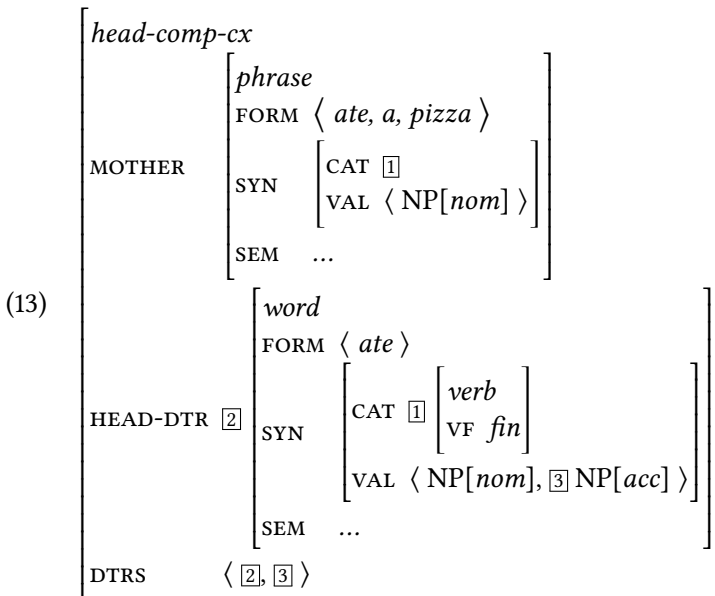 head-comp-cx
phrase
FORM ⟨ ate, a, pizza ⟩
MOTHER
SYN
CAT 1
VAL ⟨ NP[nom] ⟩
SEM ...
(13)
word
FORM ⟨ ate ⟩
HEAD-DTR 2
SYN
CAT 1
verb
VF fin
VAL ⟨ NP[nom], 3 NP[acc] ⟩
SEM ...
DTRS ⟨ 2, 3 ⟩